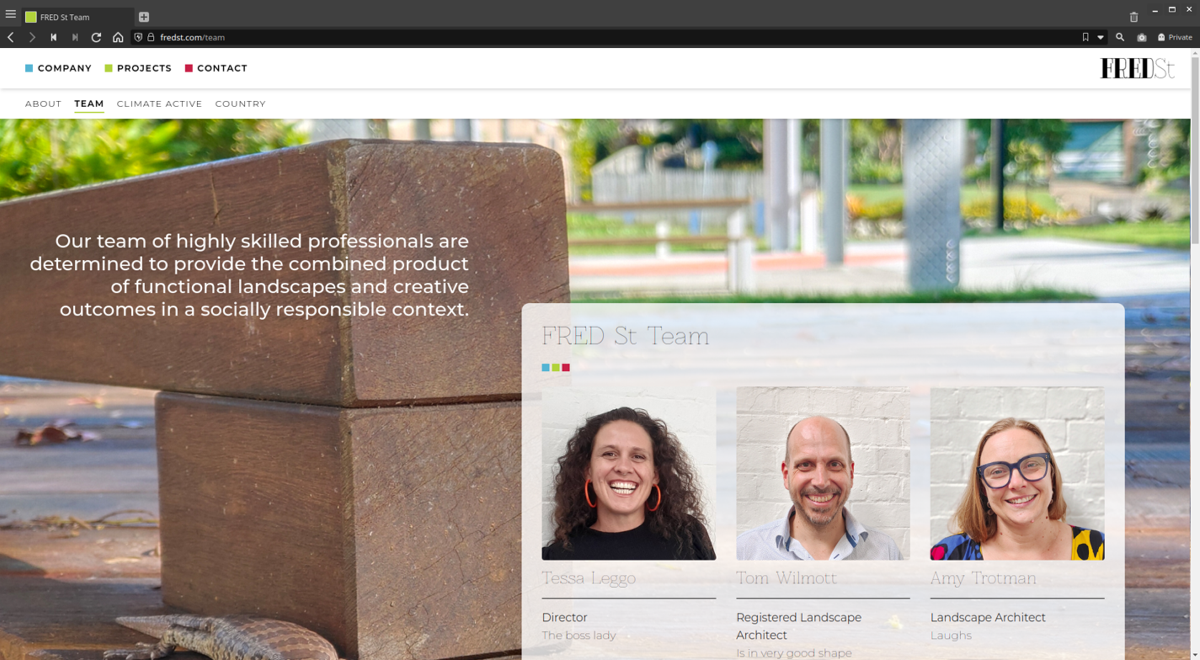 FRED St Team
fredst.com/team
Private
COMPANY
PROJECTS
CONTACT
FREDSt
ABOUT
TEAM
CLIMATE ACTIVE
COUNTRY
Our team of highly skilled professionals are
determined to provide the combined product
of functional landscapes and creative
outcomes in a socially responsible context.
FRED St Team
Tessa Leggo
Director
The boss lady
Tom Wilmott
Registered Landscape
Architect
Is in very good shape
Amy Trotman
Landscape Architect
Laughs